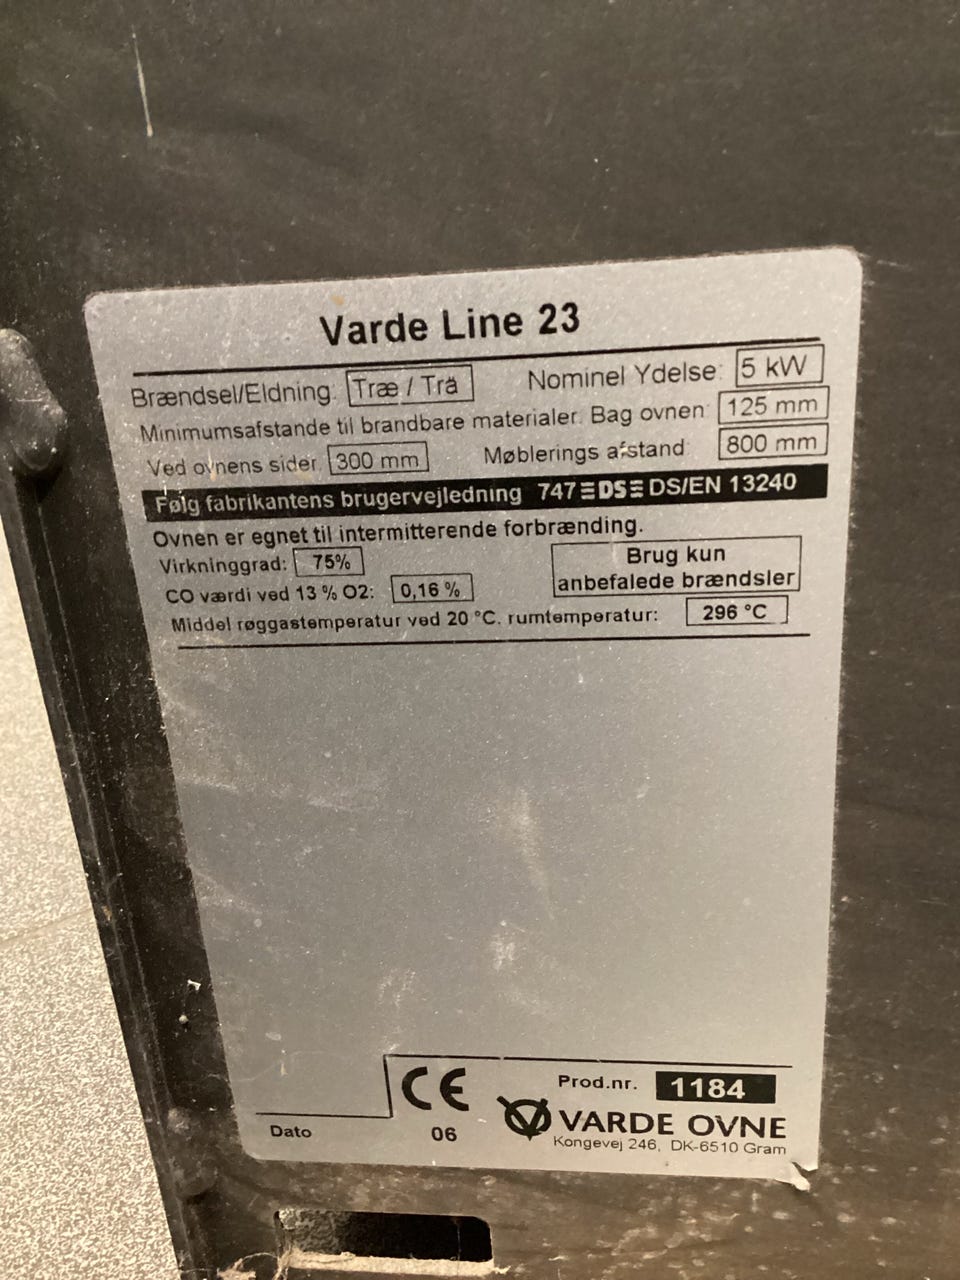 Varde Line 23
Brændsel/Eldning: Træ / Trä Nominel Ydelse: 5 kW
Minimumsafstande til brandbare materialer. Bag ovnen: 125 mm
Ved ovnens sider: 300 mm Møblerings afstand: 800 mm
Følg fabrikantens brugervejledning 747 DS DS/EN 13240
Ovnen er egnet til intermitterende forbrænding.
Virkninggrad: 75%
Brug kun
anbefalede brændsler
CO værdi ved 13 % O2: 0,16 %
Middel røggastemperatur ved 20 °C. rumtemperatur: 296 °C
CE Prod.nr. 1184
VARDE OVNE
Dato 06 Kongevej 246, DK-6510 Gram